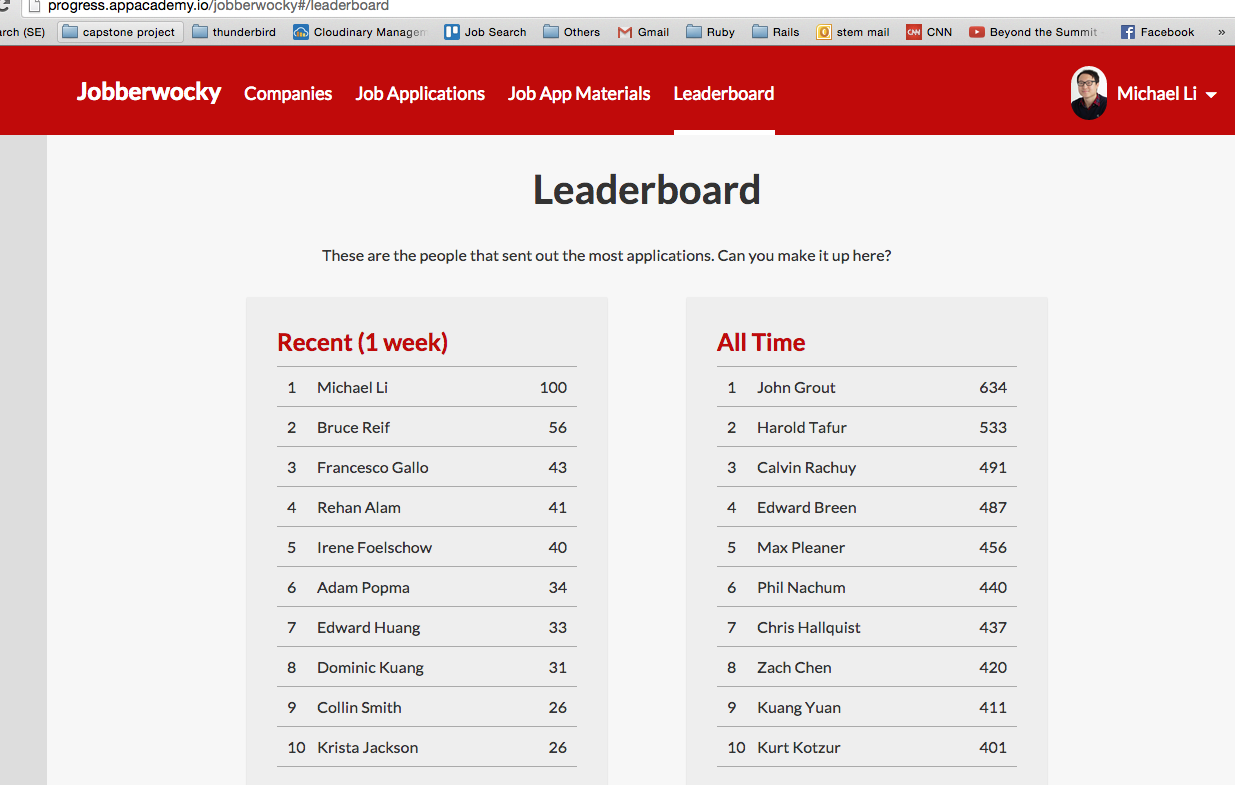 progress.appacademy.io/jobberwocky#/leaderboard
rch (SE) capstone project thunderbird Cloudinary Managem Job Search Others Gmail Ruby Rails stem mail CNN Beyond the Summit Facebook »
Jobberwocky Companies Job Applications Job App Materials Leaderboard Michael Li
Leaderboard
These are the people that sent out the most applications. Can you make it up here?
Recent (1 week)
1 Michael Li 100
2 Bruce Reif 56
3 Francesco Gallo 43
4 Rehan Alam 41
5 Irene Foelschow 40
6 Adam Popma 34
7 Edward Huang 33
8 Dominic Kuang 31
9 Collin Smith 26
10 Krista Jackson 26
All Time
1 John Grout 634
2 Harold Tafur 533
3 Calvin Rachuy 491
4 Edward Breen 487
5 Max Pleaner 456
6 Phil Nachum 440
7 Chris Hallquist 437
8 Zach Chen 420
9 Kuang Yuan 411
10 Kurt Kotzur 401